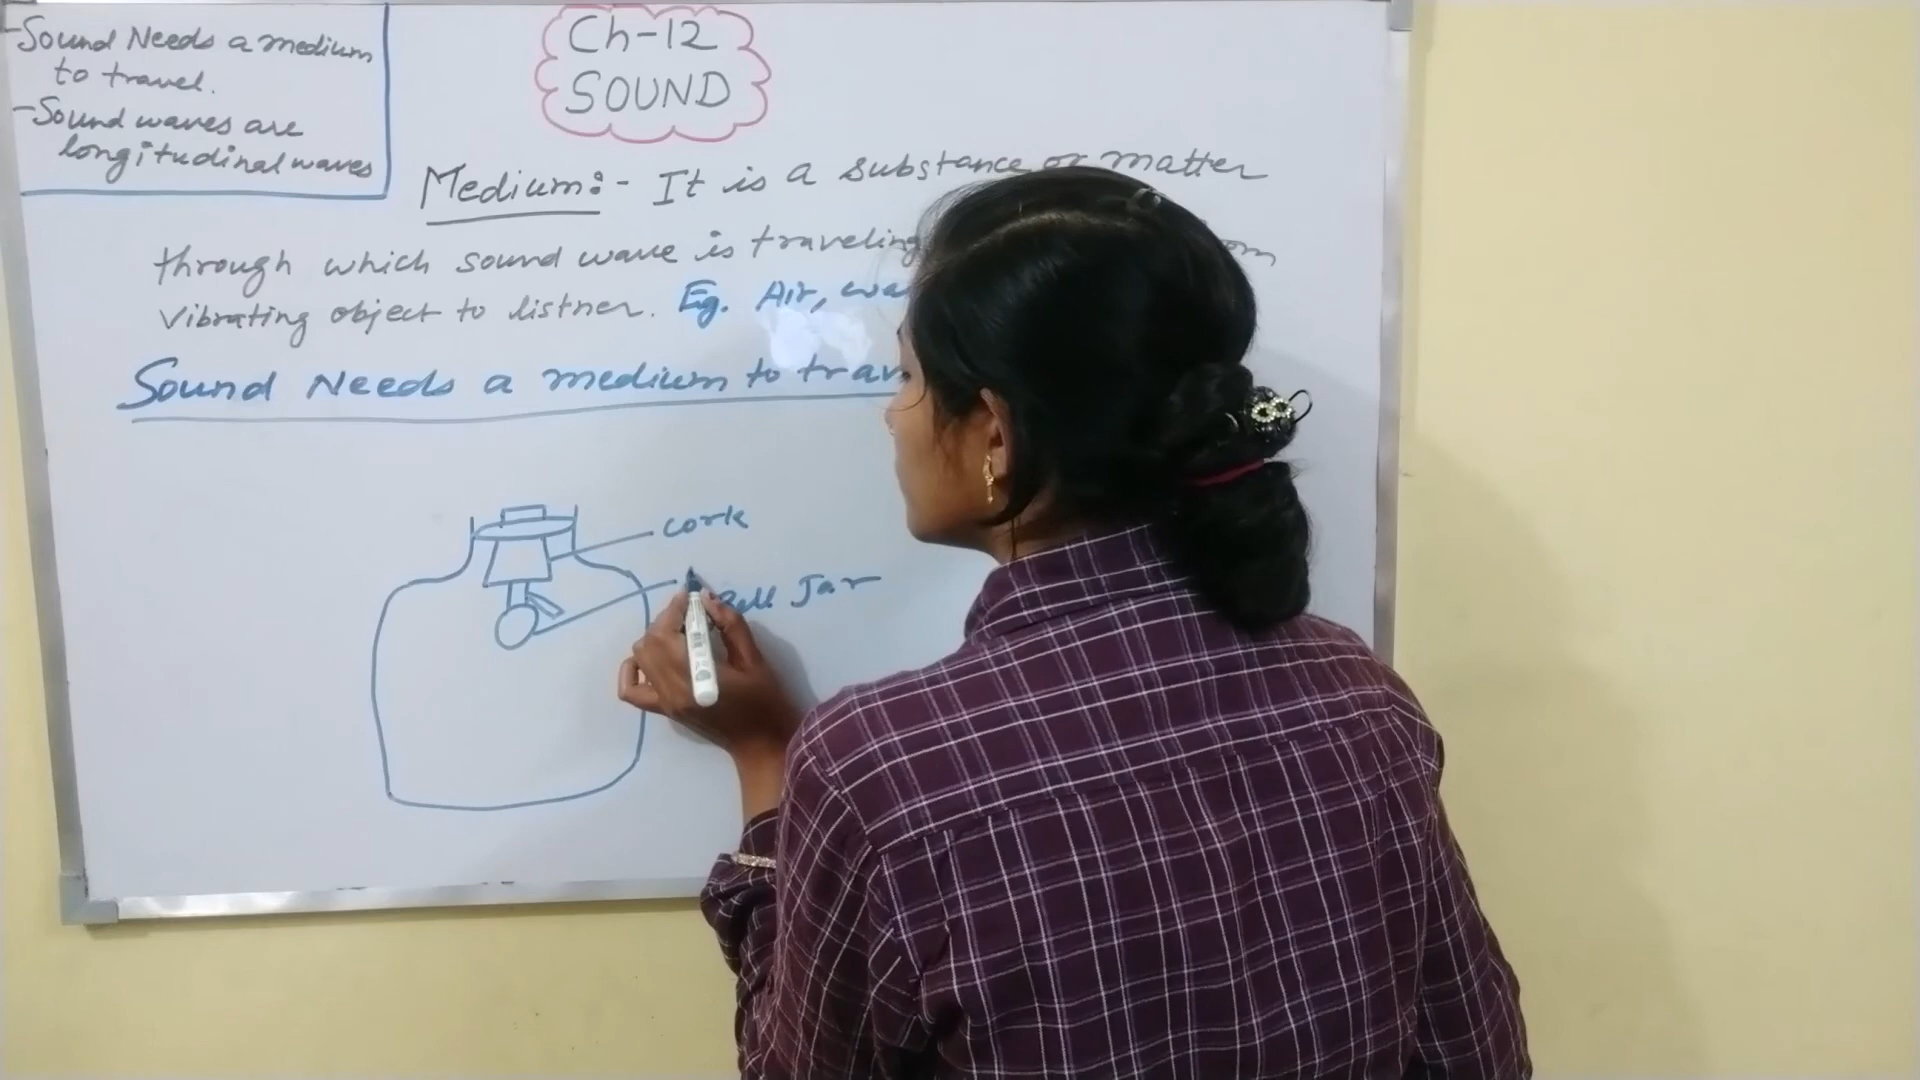 -Sound Needs a medium
to travel.
-Sound waves are
longitudinal waves
Ch-12
SOUND
Medium:- It is a substance or matter
through which sound wave is traveling
vibrating object to listner. Eg. Air,
Sound Needs a medium to
cork
Bell Jar